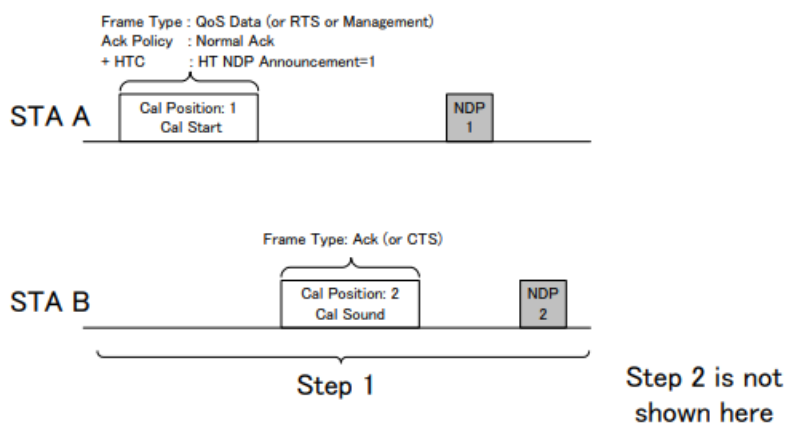 Frame Type : QoS Data (or RTS or Management)
Ack Policy : Normal Ack
+ HTC : HT NDP Announcement=1
STA A
Cal Position: 1
Cal Start
NDP
1
Frame Type: Ack (or CTS)
STA B
Cal Position: 2
Cal Sound
NDP
2
Step 1
Step 2 is not
shown here